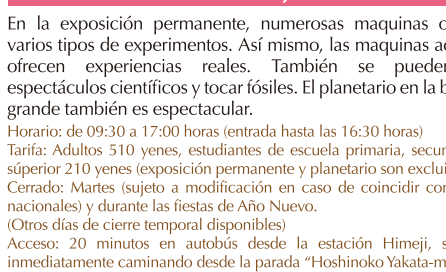 En la exposición permanente, numerosas maquinas
varios tipos de experimentos. Así mismo, las maquinas
ofrecen experiencias reales. También se
espectáculos científicos y tocar fósiles. El planetario en la
grande también es espectacular.
Horario: de 09:30 a 17:00 horas (entrada hasta las 16:30 horas)
Tarifa: Adultos 510 yenes, estudiantes de escuela primaria,
súperior 210 yenes (exposición permanente y planetario son
Cerrado: Martes (sujeto a modificación en caso de coincidir
nacionales) y durante las fiestas de Año Nuevo.
(Otros días de cierre temporal disponibles)
Acceso: 20 minutos en autobús desde la estación Himeji,
inmediatamente caminando desde la parada “Hoshinoko